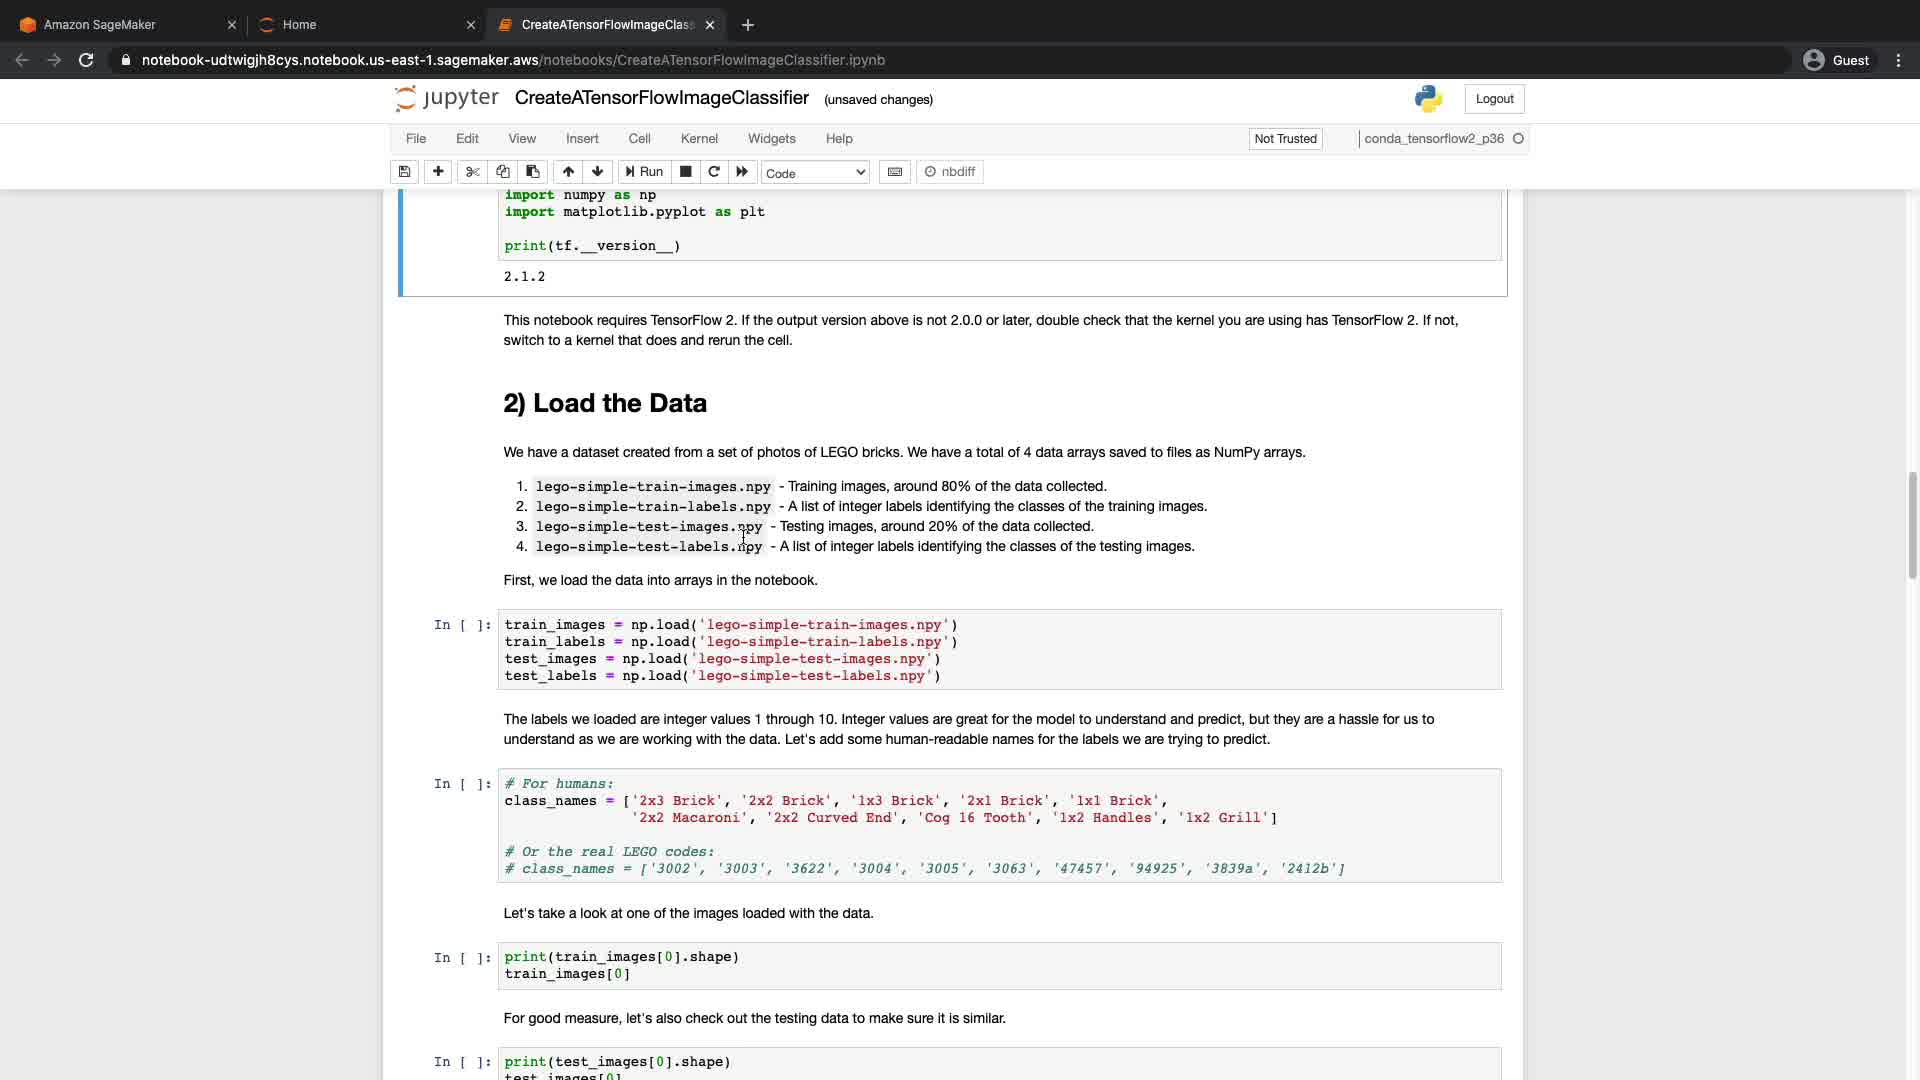 Amazon SageMaker
Home
CreateATensorFlowImageClass
notebook-udtwigjh8cys.notebook.us-east-1.sagemaker.aws/notebooks/CreateATensorFlowImageClassifier.ipynb
Guest
jupyter CreateATensorFlowImageClassifier (unsaved changes)
Logout
File Edit View Insert Cell Kernel Widgets Help
Not Trusted
conda_tensorflow2_p36
Run
Code
nbdiff
import numpy as np
import matplotlib.pyplot as plt
print(tf.__version__)
2.1.2
This notebook requires TensorFlow 2. If the output version above is not 2.0.0 or later, double check that the kernel you are using has TensorFlow 2. If not,
switch to a kernel that does and rerun the cell.
2) Load the Data
We have a dataset created from a set of photos of LEGO bricks. We have a total of 4 data arrays saved to files as NumPy arrays.
1. lego-simple-train-images.npy - Training images, around 80% of the data collected.
2. lego-simple-train-labels.npy - A list of integer labels identifying the classes of the training images.
3. lego-simple-test-images.npy - Testing images, around 20% of the data collected.
4. lego-simple-test-labels.npy - A list of integer labels identifying the classes of the testing images.
First, we load the data into arrays in the notebook.
In [ ]: train_images = np.load('lego-simple-train-images.npy')
train_labels = np.load('lego-simple-train-labels.npy')
test_images = np.load('lego-simple-test-images.npy')
test_labels = np.load('lego-simple-test-labels.npy')
The labels we loaded are integer values 1 through 10. Integer values are great for the model to understand and predict, but they are a hassle for us to
understand as we are working with the data. Let's add some human-readable names for the labels we are trying to predict.
In [ ]: # For humans:
class_names = ['2x3 Brick', '2x2 Brick', '1x3 Brick', '2x1 Brick', '1x1 Brick',
'2x2 Macaroni', '2x2 Curved End', 'Cog 16 Tooth', '1x2 Handles', '1x2 Grill']
# Or the real LEGO codes:
# class_names = ['3002', '3003', '3622', '3004', '3005', '3063', '47457', '94925', '3839a', '2412b']
Let's take a look at one of the images loaded with the data.
In [ ]: print(train_images[0].shape)
train_images[0]
For good measure, let's also check out the testing data to make sure it is similar.
In [ ]: print(test_images[0].shape)
test_images[0]